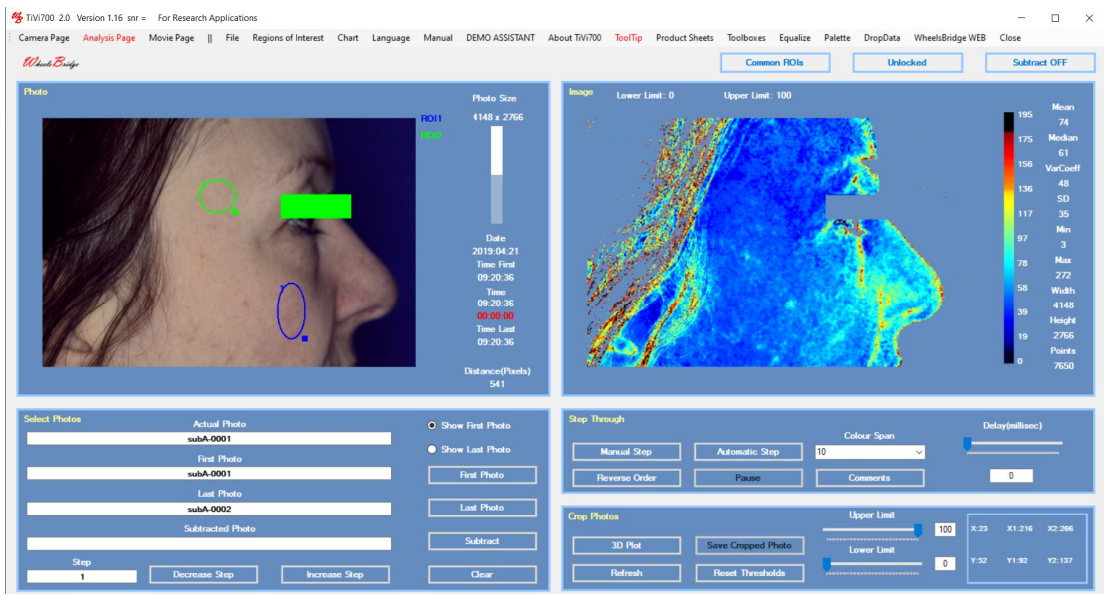 TiVi700 2.0 Version 1.16 snr = For Research Applications
Camera Page Analysis Page Movie Page || File Regions of Interest Chart Language Manual DEMO ASSISTANT About TiVi700 ToolTip Product Sheets Toolboxes Equalize Palette DropData WheelsBridge WEB Close
WheelsBridge
Common ROIs
Unlocked
Subtract OFF
Photo
ROI1
ROI2
Photo Size
4148 x 2766
Date
2019:04:21
Time First
09:20:36
Time
09:20:36
00:00:00
Time Last
09:20:36
Distance(Pixels)
541
Image
Lower Limit: 0 Upper Limit: 100
195
175
156
136
117
97
78
58
39
19
0
Mean
74
Median
61
VarCoeff
48
SD
35
Min
3
Max
272
Width
4148
Height
2766
Points
7650
Select Photos
Actual Photo
subA-0001
First Photo
subA-0001
Last Photo
subA-0002
Subtracted Photo
Step
1
Decrease Step
Increase Step
Show First Photo
Show Last Photo
First Photo
Last Photo
Subtract
Clear
Step Through
Manual Step
Automatic Step
Reverse Order
Pause
Colour Span
10
Comments
Delay(millisec)
0
Crop Photos
3D Plot
Save Cropped Photo
Refresh
Reset Thresholds
Upper Limit
100
Lower Limit
0
X:23 X1:216 X2:266
Y:52 Y1:92 Y2:137